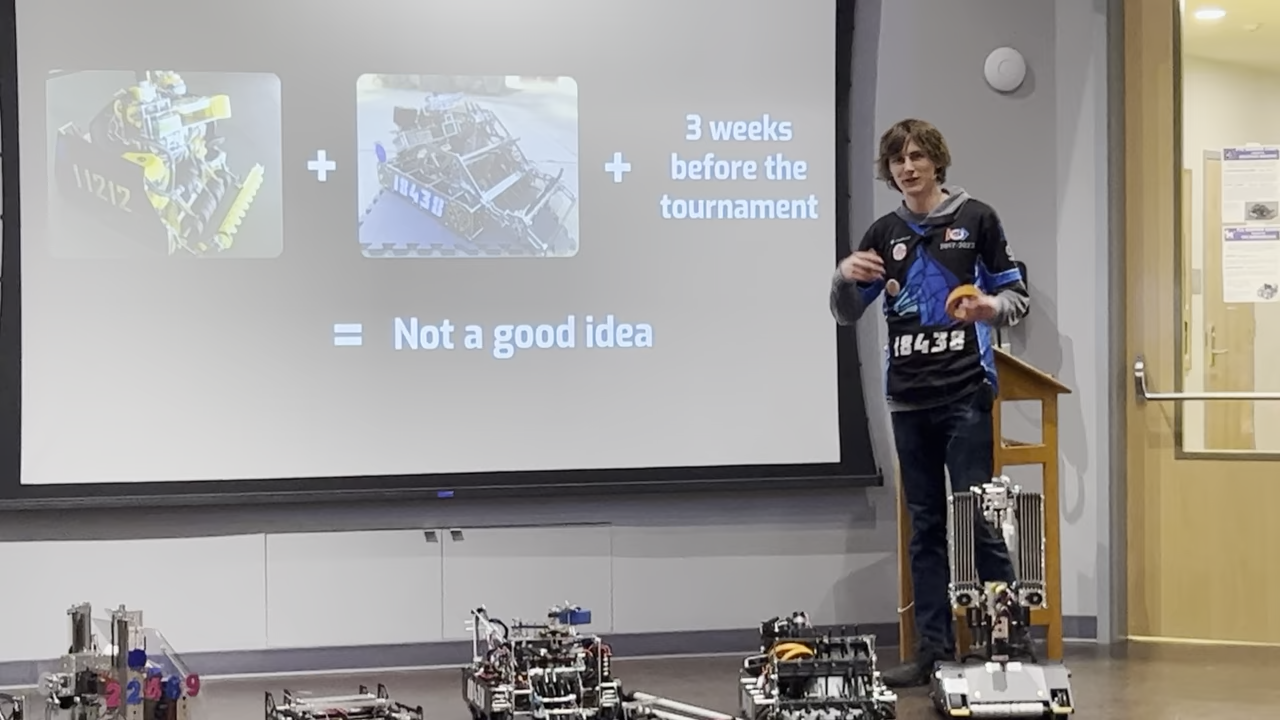 11212
+
18438
+
3 weeks
before the
tournament
= Not a good idea
18438